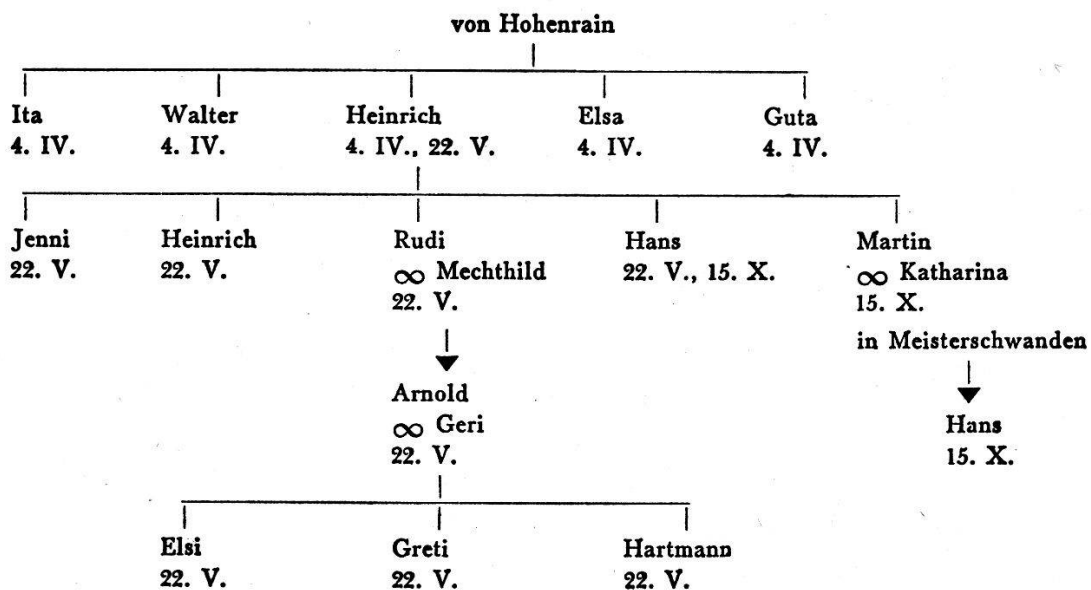 von Hohenrain
Ita Walter Heinrich Elsa Guta
4. IV. 4. IV. 4. IV., 22. V. 4. IV. 4. IV.
Jenni Heinrich Rudi Hans Martin
22. V. 22. V. ∞ Mechthild 22. V., 15. X. ∞ Katharina
22. V. 15. X.
in Meisterschwanden
Arnold
∞ Geri Hans
22. V. 15. X.
Elsi Greti Hartmann
22. V. 22. V. 22. V.